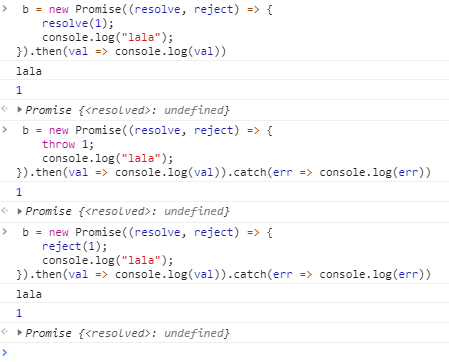 > b = new Promise((resolve, reject) => {
resolve(1);
console.log("lala");
}).then(val => console.log(val))
lala
1
<· ▶Promise {<resolved>: undefined}
> b = new Promise((resolve, reject) => {
throw 1;
console.log("lala");
}).then(val => console.log(val)).catch(err => console.log(err))
1
<· ▶Promise {<resolved>: undefined}
> b = new Promise((resolve, reject) => {
reject(1);
console.log("lala");
}).then(val => console.log(val)).catch(err => console.log(err))
lala
1
<· ▶Promise {<resolved>: undefined}
>